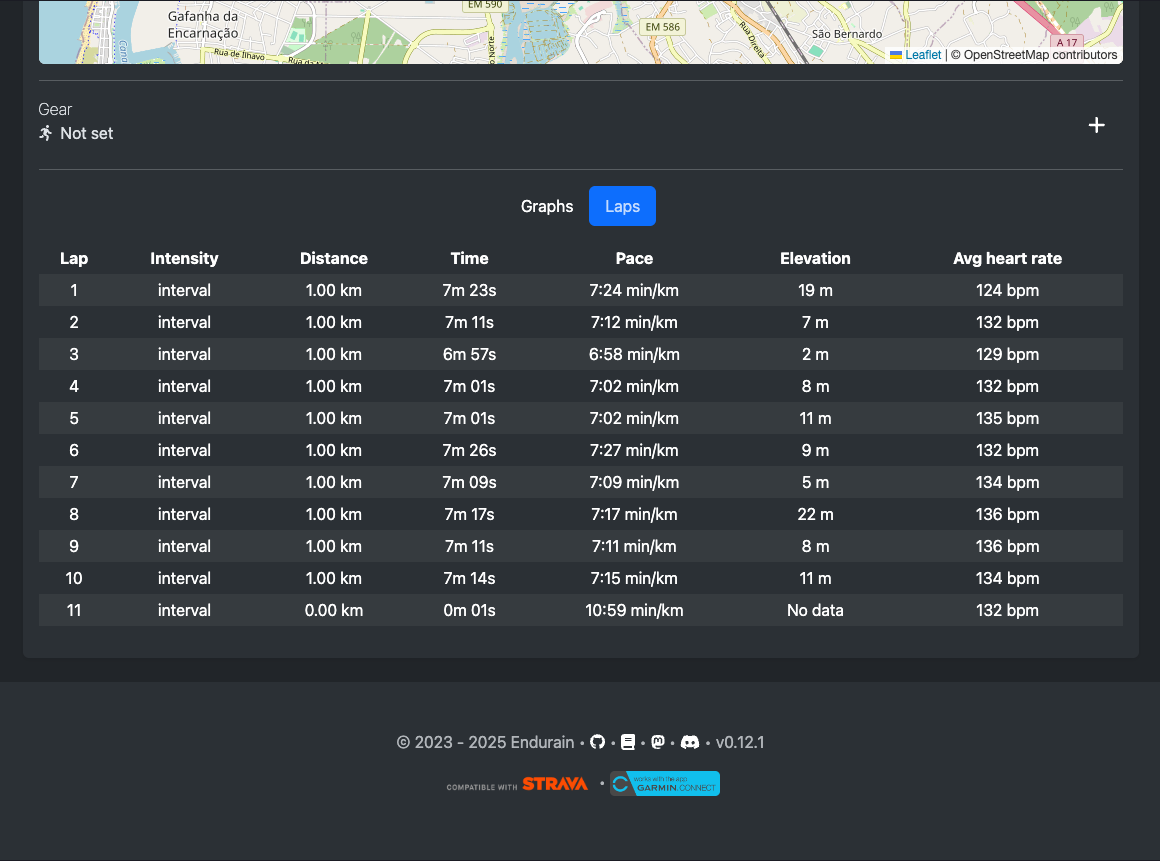 EM 590
Gafanha da
Encarnação
EM 586
São Bernardo
Rua Direita
A 17
Rua de Ílhavo
Leaflet | © OpenStreetMap contributors
Gear
Not set
Graphs Laps
Lap Intensity Distance Time Pace Elevation Avg heart rate
1 interval 1.00 km 7m 23s 7:24 min/km 19 m 124 bpm
2 interval 1.00 km 7m 11s 7:12 min/km 7 m 132 bpm
3 interval 1.00 km 6m 57s 6:58 min/km 2 m 129 bpm
4 interval 1.00 km 7m 01s 7:02 min/km 8 m 132 bpm
5 interval 1.00 km 7m 01s 7:02 min/km 11 m 135 bpm
6 interval 1.00 km 7m 26s 7:27 min/km 9 m 132 bpm
7 interval 1.00 km 7m 09s 7:09 min/km 5 m 134 bpm
8 interval 1.00 km 7m 17s 7:17 min/km 22 m 136 bpm
9 interval 1.00 km 7m 11s 7:11 min/km 8 m 136 bpm
10 interval 1.00 km 7m 14s 7:15 min/km 11 m 134 bpm
11 interval 0.00 km 0m 01s 10:59 min/km No data 132 bpm
© 2023 - 2025 Endurain • • • • • v0.12.1
COMPATIBLE WITH STRAVA • works with the app
GARMIN. CONNECT